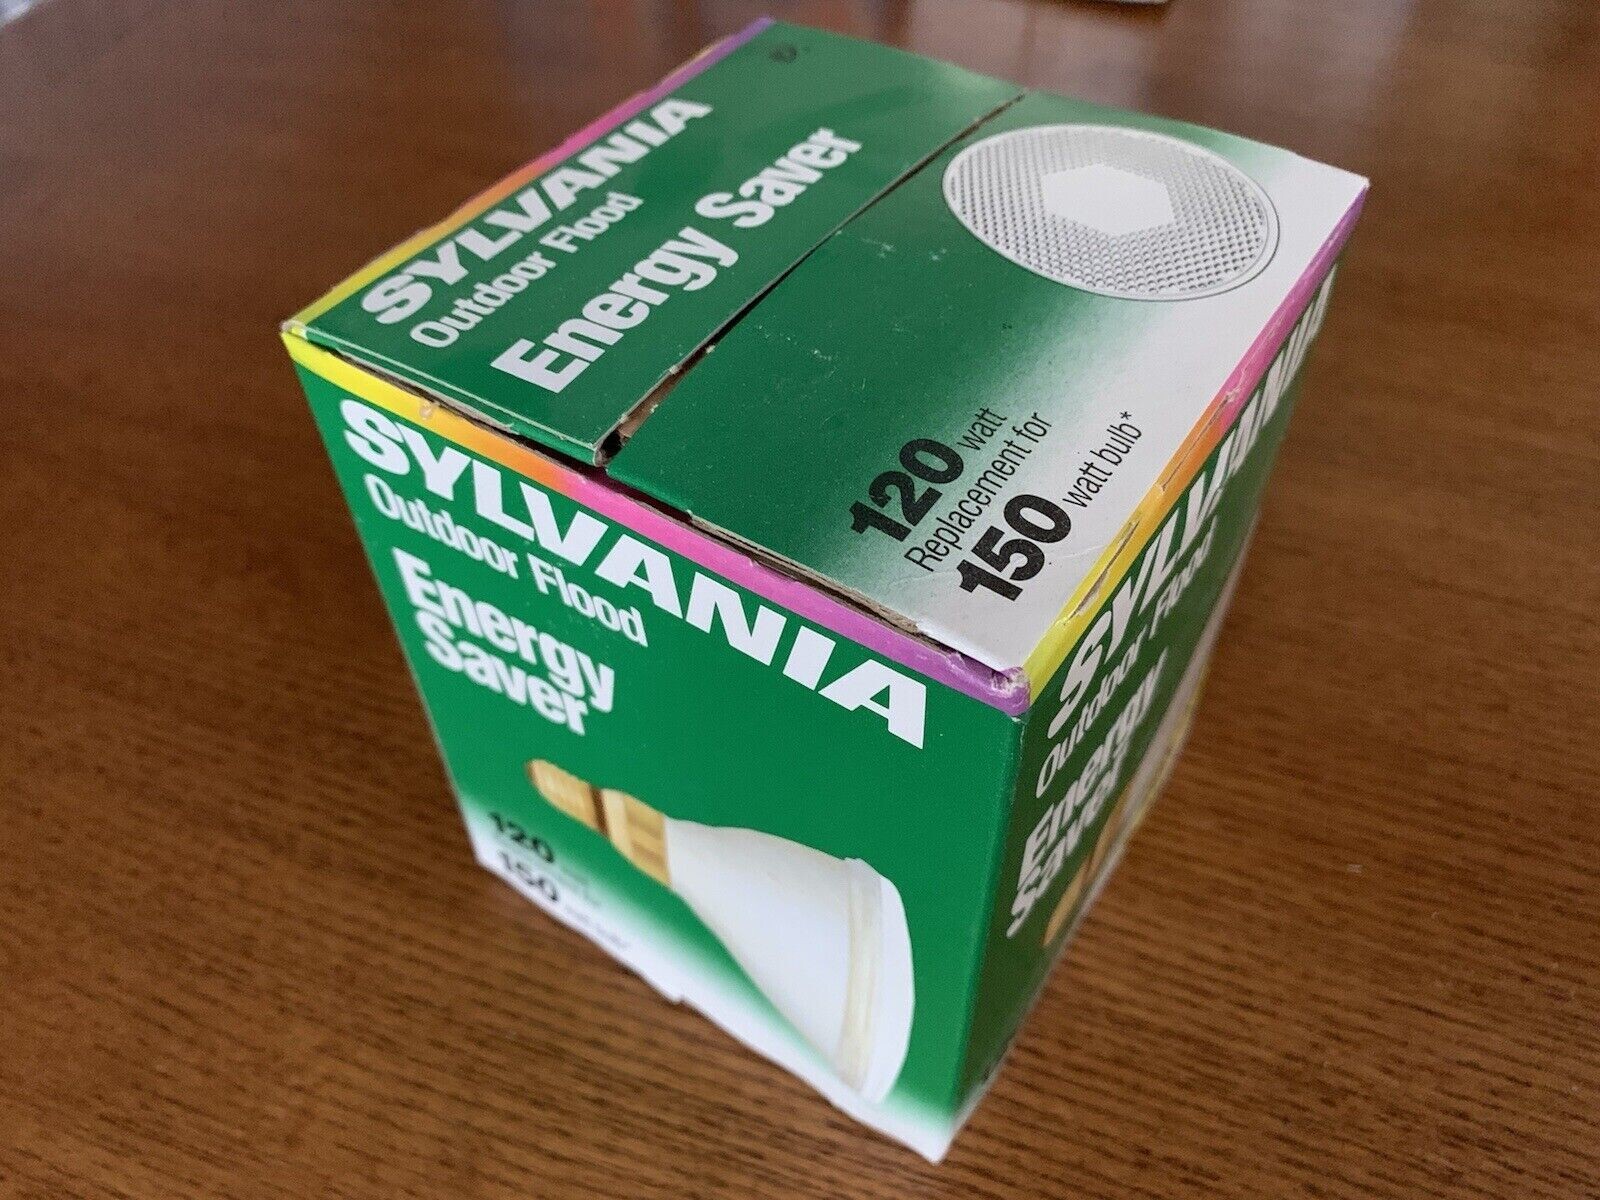 SYLVANIA
Outdoor Flood
Energy Saver
120 watt
Replacement for
150 watt bulb*
SYLVANIA
Outdoor Flood
Energy
Saver
120
150
SYLVANIA
Outdoor Flood
Energy
Saver